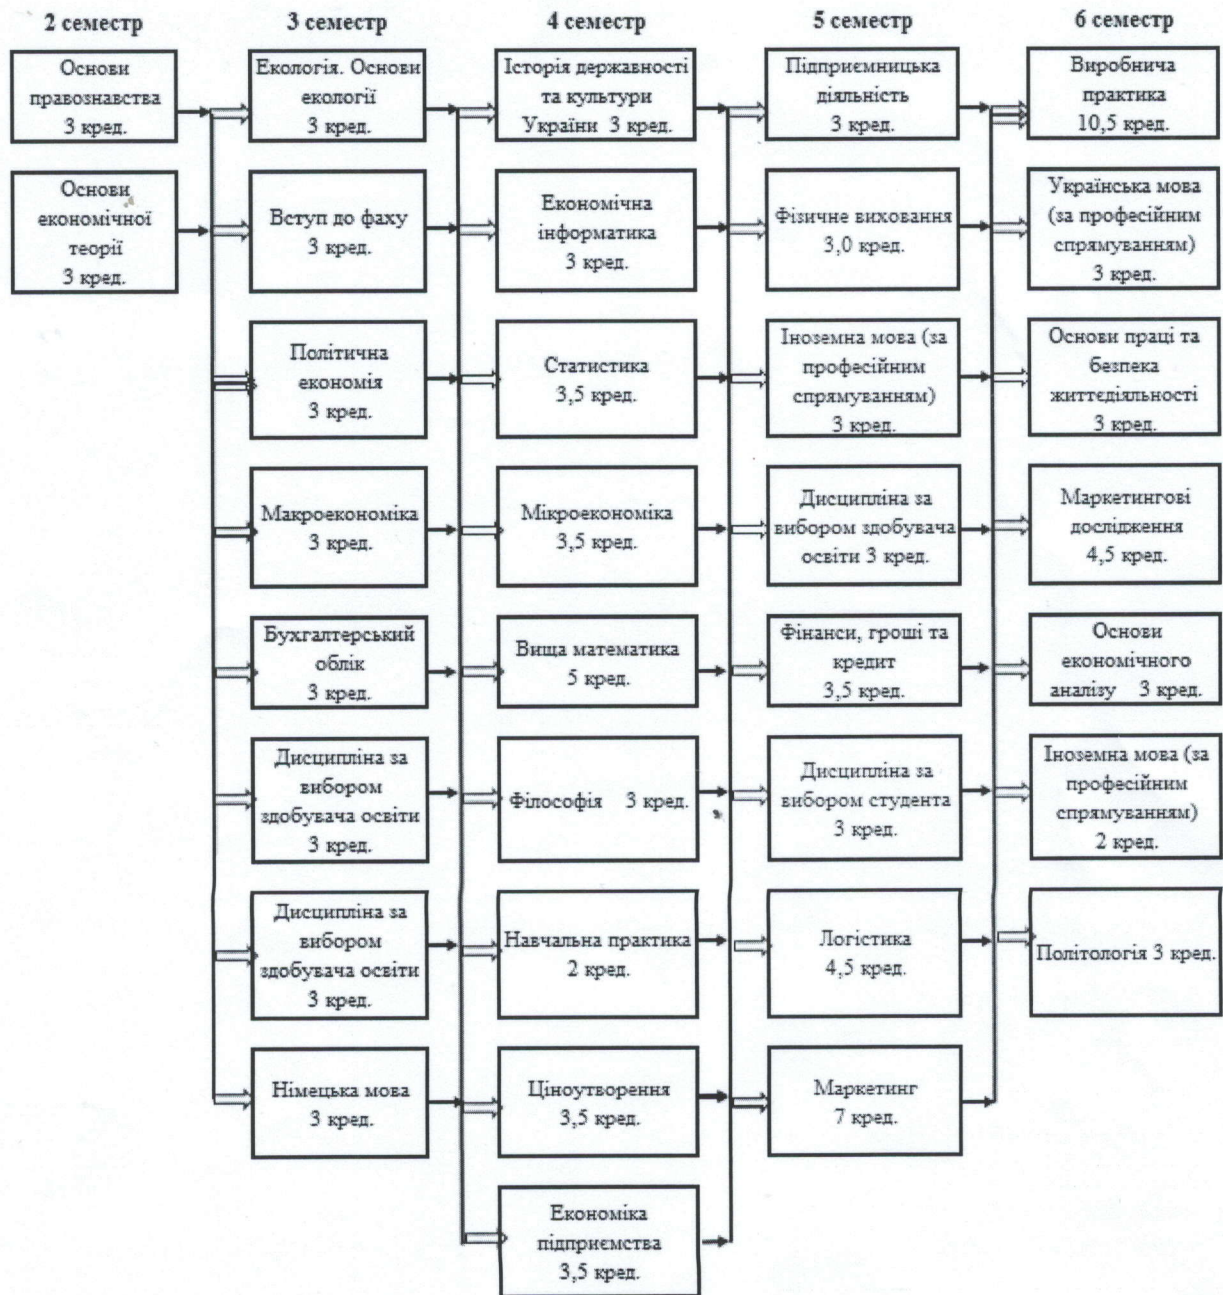 2 семестр
Основи
правознавства
3 кред.
Основи
економічної
теорії
3 кред.
3 семестр
Екологія. Основи
екології
3 кред.
Вступ до фаху
3 кред.
Політична
економія
3 кред.
Макроекономіка
3 кред.
Бухгалтерський
облік
3 кред.
Дисципліна за
вибором
здобувача освіти
3 кред.
Дисципліна за
вибором
здобувача освіти
3 кред.
Німецька мова
3 кред.
4 семестр
Історія державності
та культури
України 3 кред.
Економічна
інформатика
3 кред.
Статистика
3,5 кред.
Мікроекономіка
3,5 кред.
Вища математика
5 кред.
Філософія 3 кред.
Навчальна практика
2 кред.
Ціноутворення
3,5 кред.
Економіка
підприємства
3,5 кред.
5 семестр
Підприємницька
діяльність
3 кред.
Фізичне виховання
3,0 кред.
Іноземна мова (за
професійним
спрямуванням)
3 кред.
Дисципліна за
вибором здобувача
освіти 3 кред.
Фінанси, гроші та
кредит
3,5 кред.
Дисципліна за
вибором студента
3 кред.
Логістика
4,5 кред.
Маркетинг
7 кред.
6 семестр
Виробнича
практика
10,5 кред.
Українська мова
(за професійним
спрямуванням)
3 кред.
Основи праці та
безпека
життєдіяльності
3 кред.
Маркетингові
дослідження
4,5 кред.
Основи
економічного
аналізу 3 кред.
Іноземна мова (за
професійним
спрямуванням)
2 кред.
Політологія 3 кред.